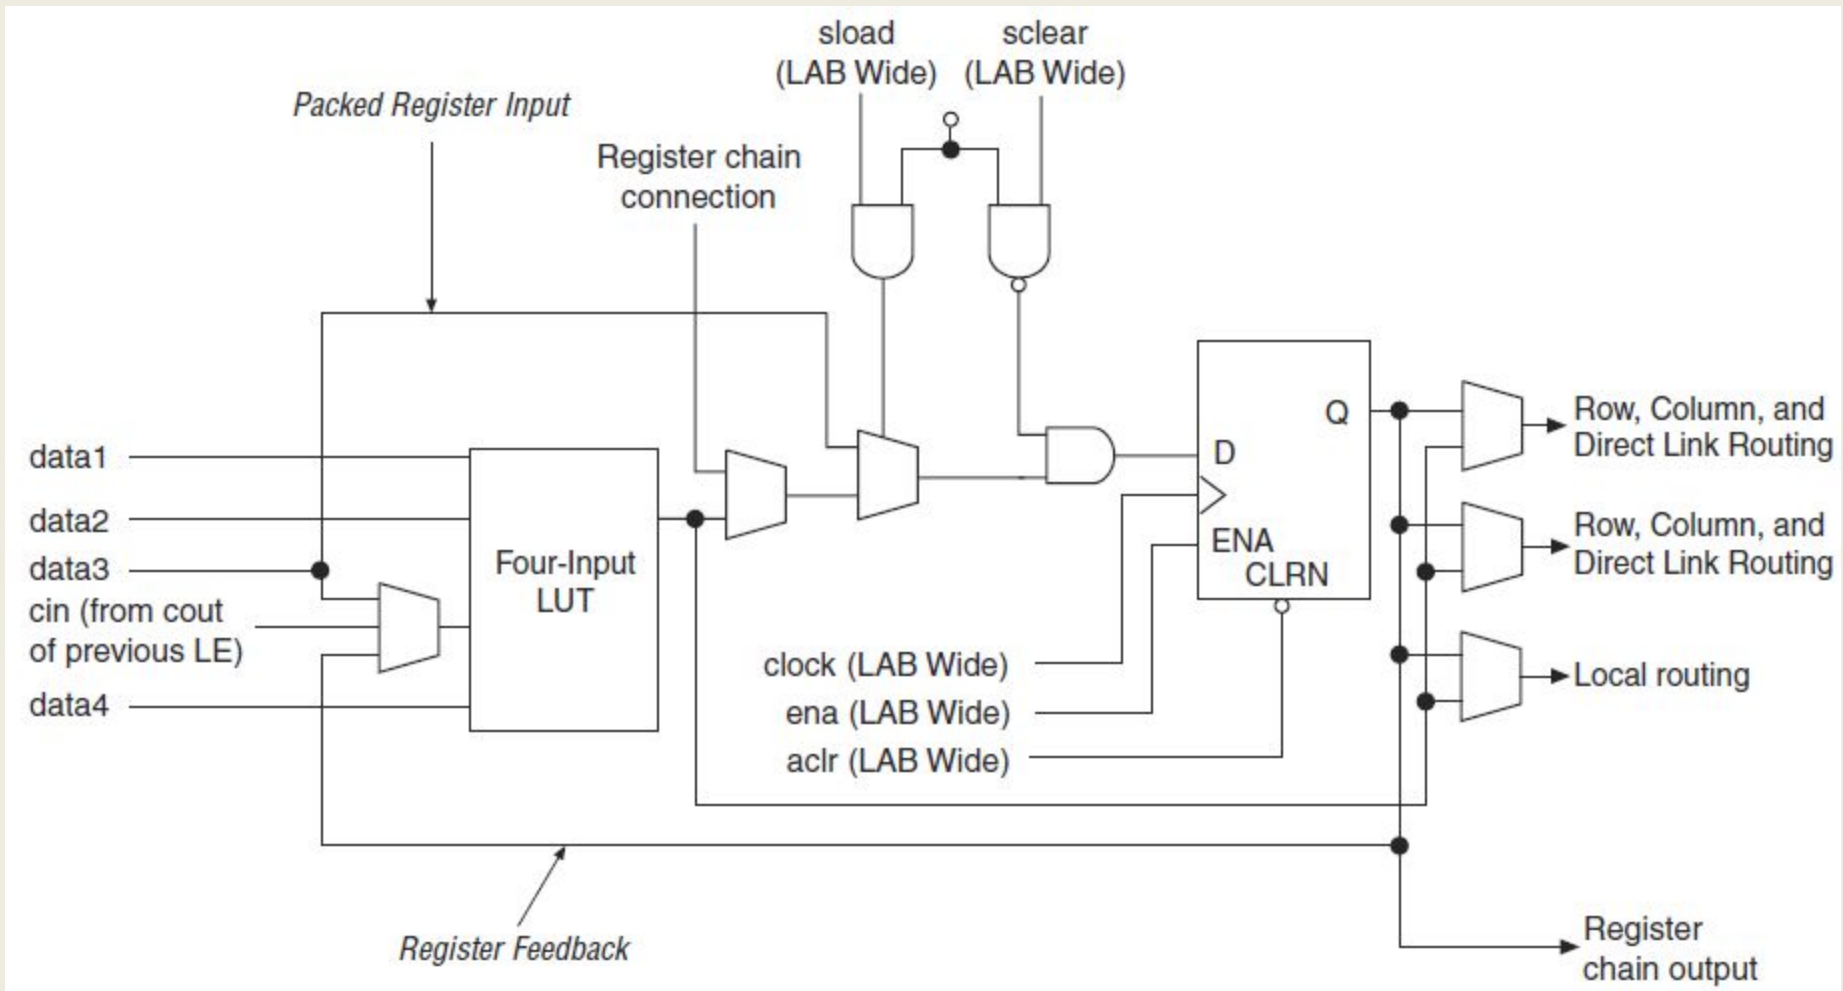 sload
(LAB Wide)
sclear
(LAB Wide)
Packed Register Input
Register chain
connection
data1
data2
data3
cin (from cout
of previous LE)
data4
Four-Input
LUT
D
Q
ENA
CLRN
clock (LAB Wide)
ena (LAB Wide)
aclr (LAB Wide)
Row, Column, and
Direct Link Routing
Row, Column, and
Direct Link Routing
Local routing
Register Feedback
Register
chain output